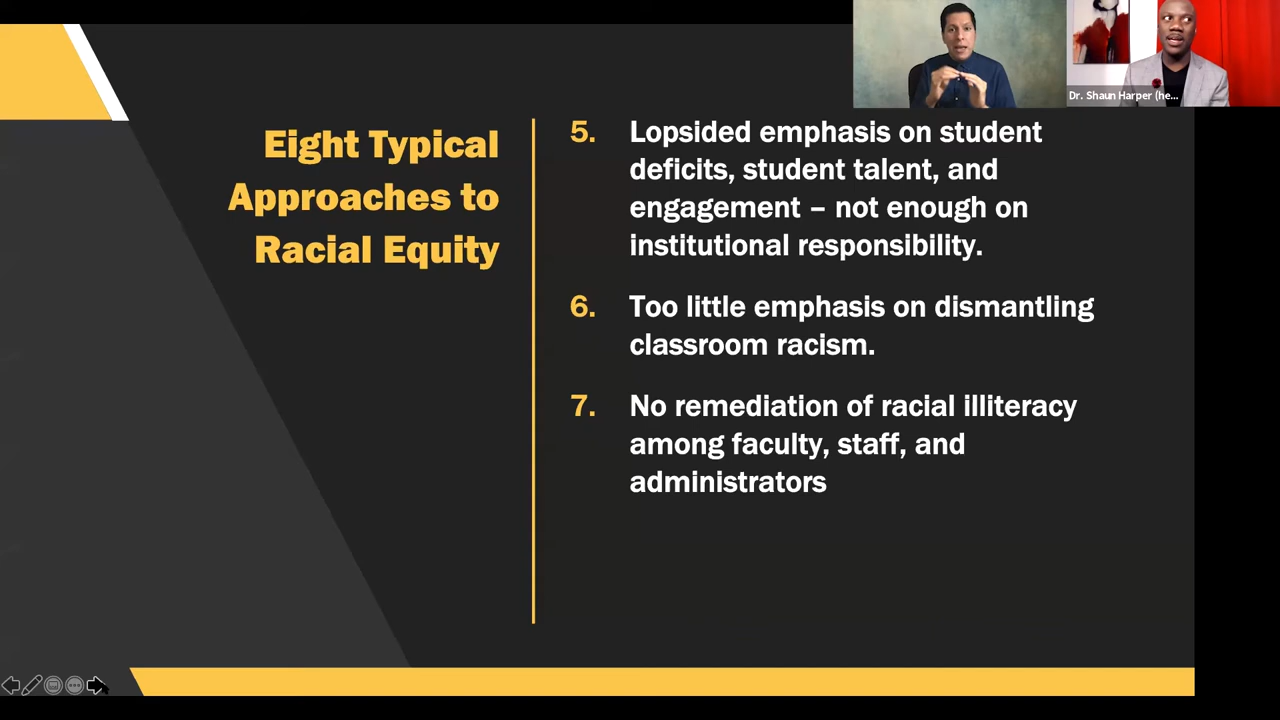 Dr. Shaun Harper (he...
Eight Typical
Approaches to
Racial Equity
5. Lopsided emphasis on student
deficits, student talent, and
engagement – not enough on
institutional responsibility.
6. Too little emphasis on dismantling
classroom racism.
7. No remediation of racial illiteracy
among faculty, staff, and
administrators